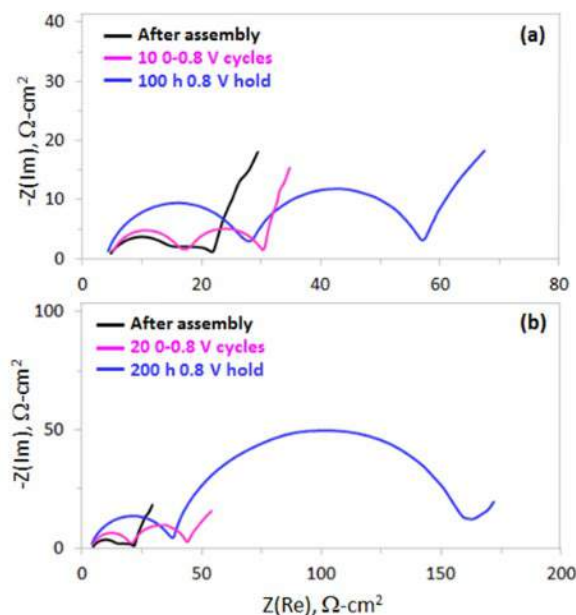 40
30
20
10
0
-Z(Im), Ω-cm²
After assembly
10 0-0.8 V cycles
100 h 0.8 V hold
(a)
0 20 40 60 80
100
50
0
-Z(Im), Ω-cm²
After assembly
20 0-0.8 V cycles
200 h 0.8 V hold
(b)
0 50 100 150 200
Z(Re), Ω-cm²